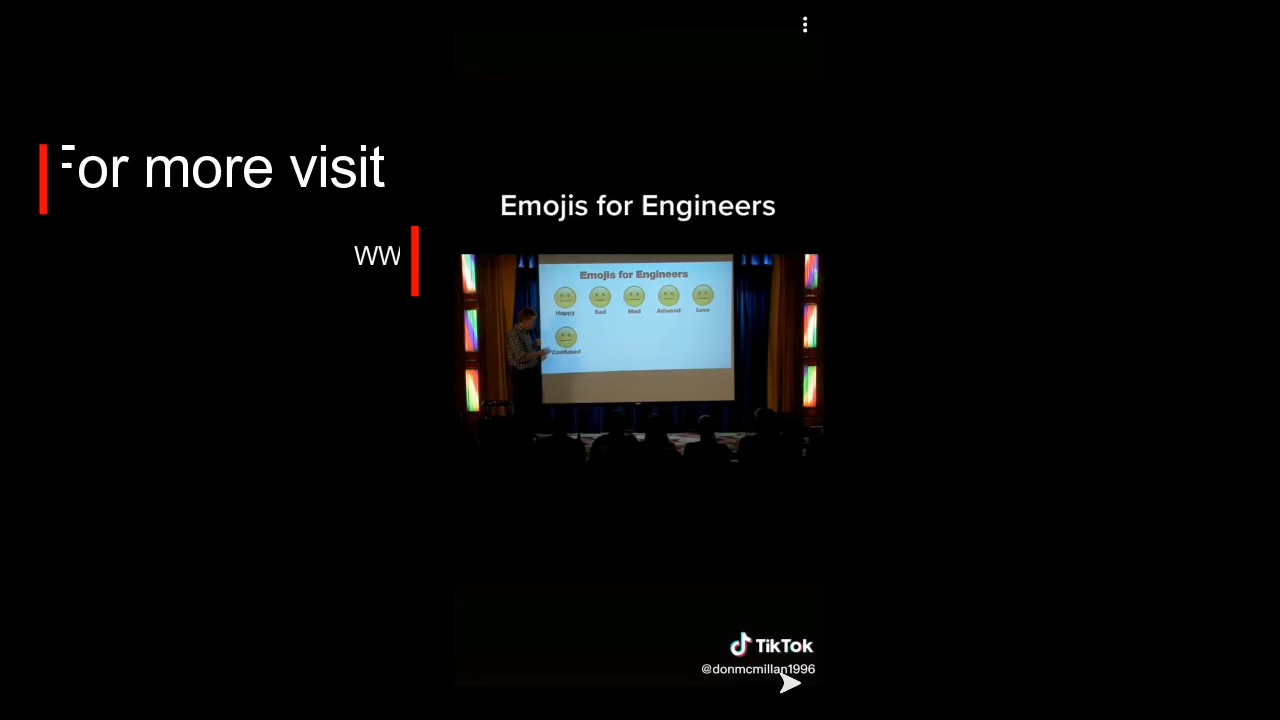 For more visit
ww
Emojis for Engineers
Emojis for Engineers
Happy Sad Mad Amused Love
Confused
TikTok
@donmcmillan1996